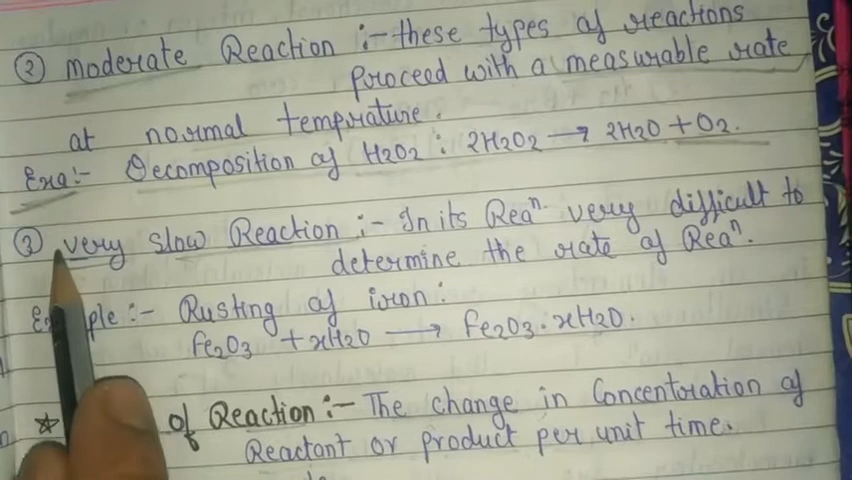 ② moderate Reaction :- these types of reactions
proceed with a measurable rate
at normal temprature.
Exa:- Decomposition of H2O2 : 2H2O2 → 2H2O + O2.
③ very slow Reaction :- In its Reaⁿ very difficult to
determine the rate of Reaⁿ.
:- Rusting of iron:
Fe2O3 + xH2O → Fe2O3.xH2O.
of Reaction :- The change in Concentration of
Reactant or product per unit time.